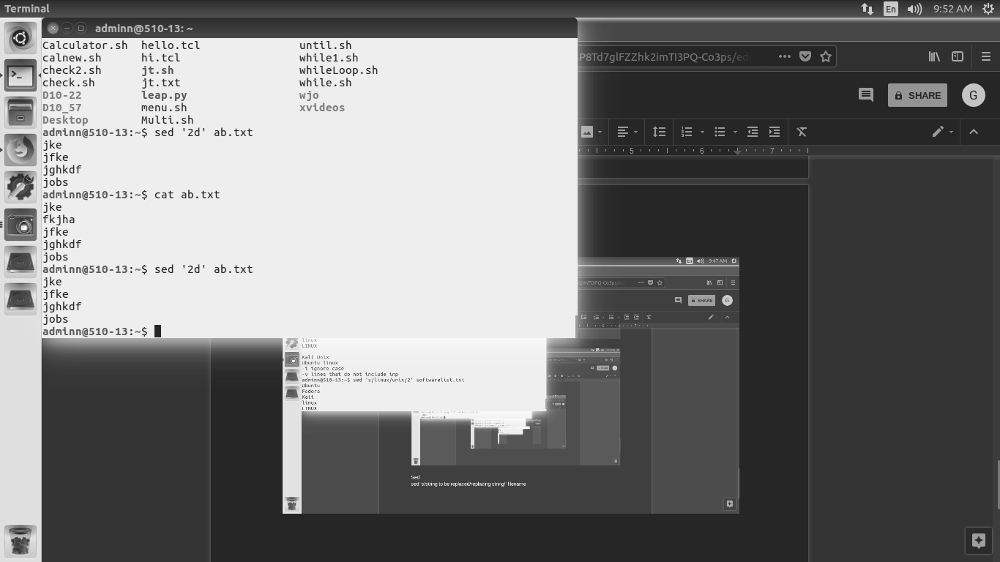 Terminal
En 9:52 AM
adminn@510-13: ~
Calculator.sh hello.tcl until.sh
calnew.sh hi.tcl while1.sh
check2.sh jt.sh whileLoop.sh
check.sh jt.txt while.sh
D10-22 leap.py wjo
D10_57 menu.sh xvideos
Desktop Multi.sh
adminn@510-13:~$ sed '2d' ab.txt
jke
jfke
jghkdf
jobs
adminn@510-13:~$ cat ab.txt
jke
fkjha
jfke
jghkdf
jobs
adminn@510-13:~$ sed '2d' ab.txt
jke
jfke
jghkdf
jobs
adminn@510-13:~$
P8Td7glFZZhk2imTI3PQ-Co3ps/ed
SHARE G
5 6 7
En 9:47 AM
k2imTI3PQ-Co3ps/ed
SHARE G
linux
LINUX
Kali Unix
Ubuntu linux
-i ignore case
-v lines that do not include inp
adminn@510-13:~$ sed 's/linux/unix/2' softwarelist.txt
Ubuntu
Fedora
Kali
linux
LINUX
Sed
sed 's/string to be replaced/replacing string/' filename